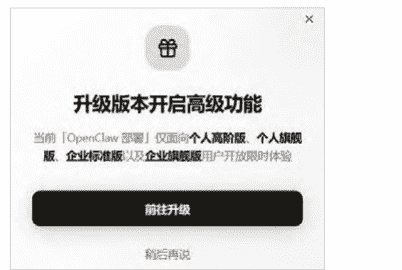 升级版本开启高级功能
当前「OpenClaw 部署」仅面向个人高阶版、个人旗舰
版、企业标准版以及企业旗舰版用户开放限时体验
前往升级
稍后再说